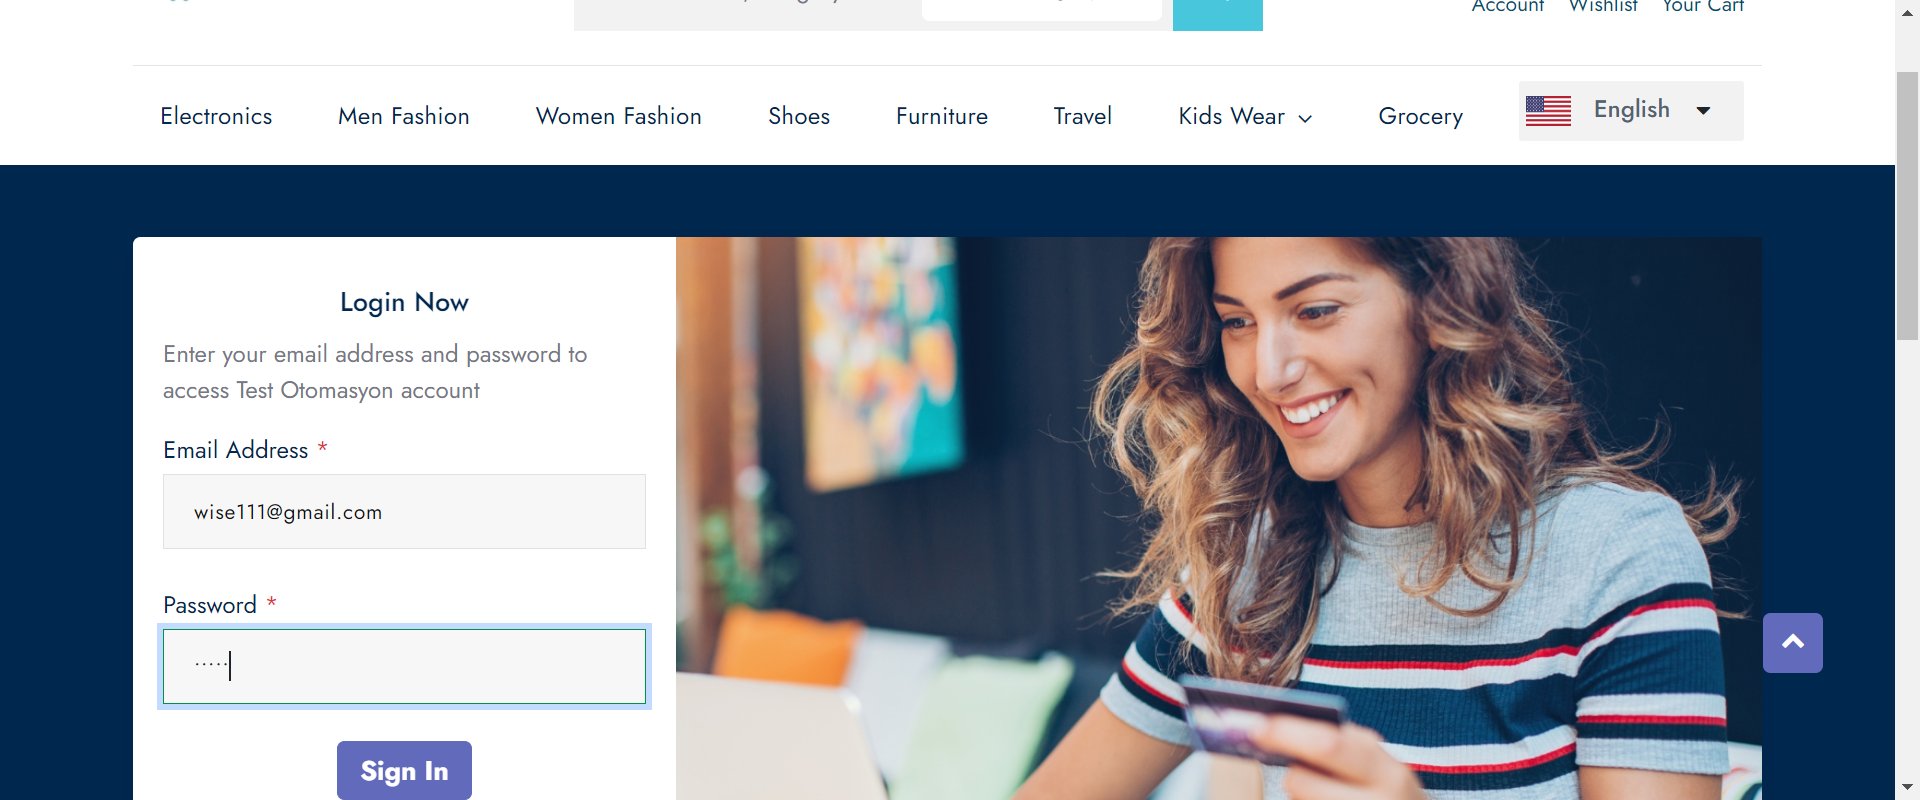 Account Wishlist Your Cart
Electronics Men Fashion Women Fashion Shoes Furniture Travel Kids Wear Grocery English
Login Now
Enter your email address and password to
access Test Otomasyon account
Email Address *
wise111@gmail.com
Password *
·····
Sign In